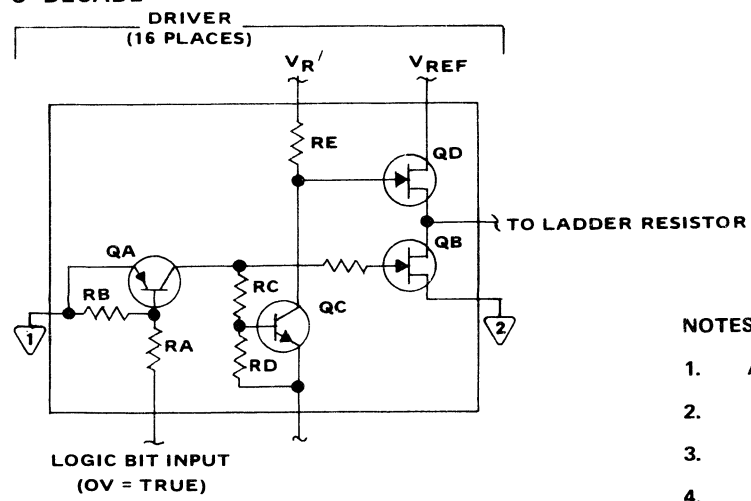 DRIVER
(16 PLACES)
VR'
VREF
RE
QD
TO LADDER RESISTOR
QB
QA
RB
RC
QC
1
RA
RD
2
LOGIC BIT INPUT
(OV = TRUE)
NOTES
1.
2.
3.
4.